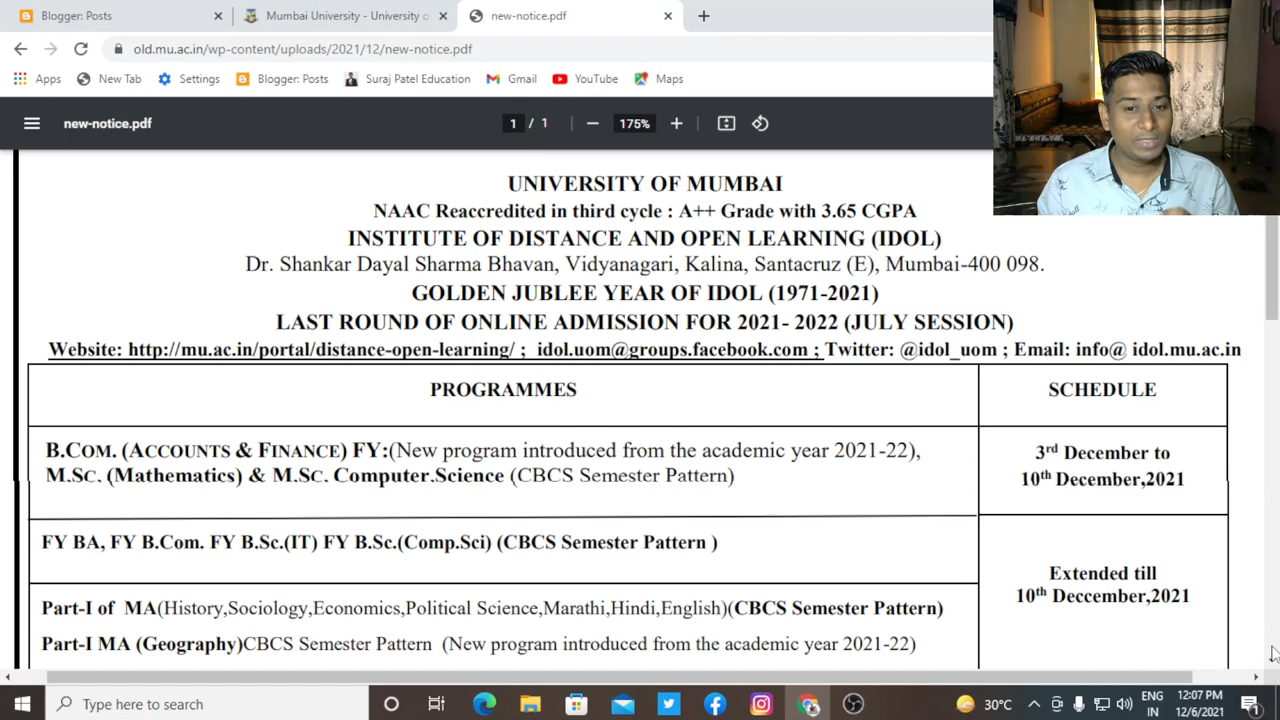 Blogger: Posts
Mumbai University - University o
new-notice.pdf
old.mu.ac.in/wp-content/uploads/2021/12/new-notice.pdf
Apps
New Tab
Settings
Blogger: Posts
Suraj Patel Education
Gmail
YouTube
Maps
new-notice.pdf
1 / 1
175%
UNIVERSITY OF MUMBAI
NAAC Reaccredited in third cycle : A++ Grade with 3.65 CGPA
INSTITUTE OF DISTANCE AND OPEN LEARNING (IDOL)
Dr. Shankar Dayal Sharma Bhavan, Vidyanagari, Kalina, Santacruz (E), Mumbai-400 098.
GOLDEN JUBLEE YEAR OF IDOL (1971-2021)
LAST ROUND OF ONLINE ADMISSION FOR 2021- 2022 (JULY SESSION)
Website: http://mu.ac.in/portal/distance-open-learning/ ; idol.uom@groups.facebook.com ; Twitter: @idol_uom ; Email: info@ idol.mu.ac.in
PROGRAMMES
SCHEDULE
B.COM. (ACCOUNTS & FINANCE) FY:(New program introduced from the academic year 2021-22),
M.SC. (Mathematics) & M.SC. Computer.Science (CBCS Semester Pattern)
3rd December to
10th December,2021
FY BA, FY B.Com. FY B.Sc.(IT) FY B.Sc.(Comp.Sci) (CBCS Semester Pattern )
Extended till
10th Deccember,2021
Part-I of MA(History,Sociology,Economics,Political Science,Marathi,Hindi,English)(CBCS Semester Pattern)
Part-I MA (Geography)CBCS Semester Pattern (New program introduced from the academic year 2021-22)
Type here to search
30°C
ENG
IN
12:07 PM
12/6/2021
1